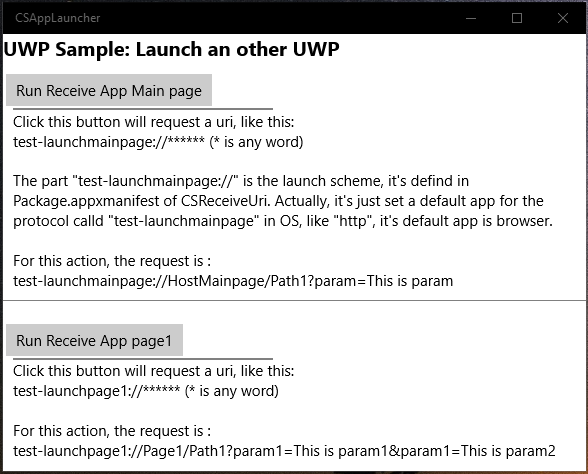 CSAppLauncher
UWP Sample: Launch an other UWP
Run Receive App Main page
Click this button will request a uri, like this:
test-launchmainpage://****** (* is any word)
The part "test-launchmainpage://" is the launch scheme, it's defind in
Package.appxmanifest of CSReceiveUri. Actually, it's just set a default app for the
protocol calld "test-launchmainpage" in OS, like "http", it's default app is browser.
For this action, the request is :
test-launchmainpage://HostMainpage/Path1?param=This is param
Run Receive App page1
Click this button will request a uri, like this:
test-launchpage1://****** (* is any word)
For this action, the request is :
test-launchpage1://Page1/Path1?param1=This is param1&param1=This is param2